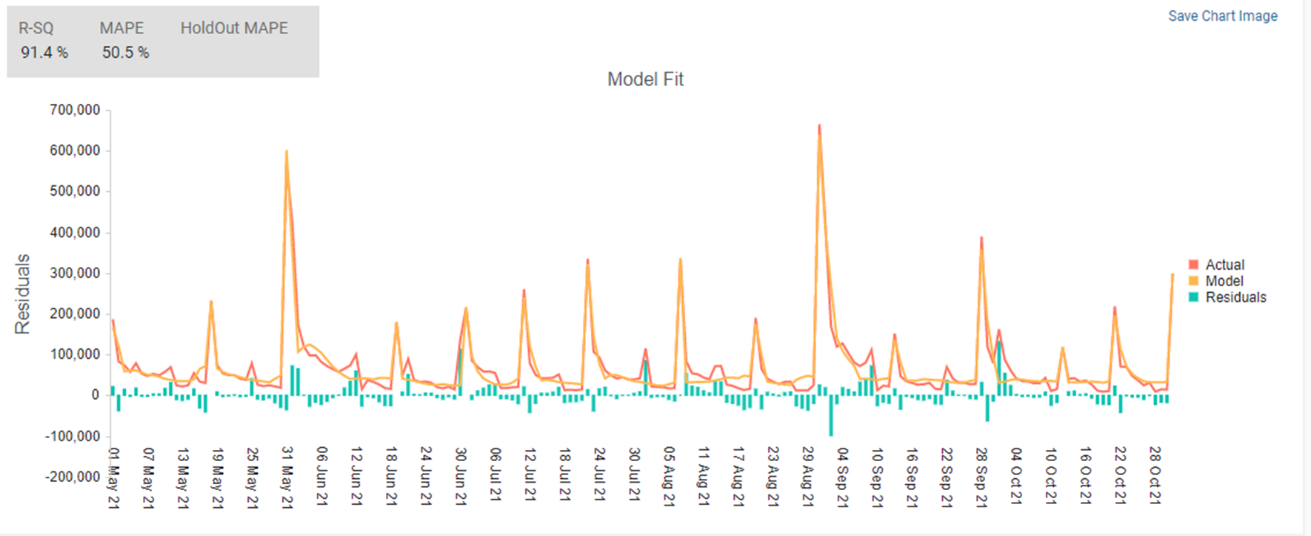 Save Chart Image
R-SQ MAPE HoldOut MAPE
91.4 % 50.5 %
Model Fit
Residuals
700,000
600,000
500,000
400,000
300,000
200,000
100,000
0
-100,000
-200,000
01 May 21
07 May 21
13 May 21
19 May 21
25 May 21
31 May 21
06 Jun 21
12 Jun 21
18 Jun 21
24 Jun 21
30 Jun 21
06 Jul 21
12 Jul 21
18 Jul 21
24 Jul 21
30 Jul 21
05 Aug 21
11 Aug 21
17 Aug 21
23 Aug 21
29 Aug 21
04 Sep 21
10 Sep 21
16 Sep 21
22 Sep 21
28 Sep 21
04 Oct 21
10 Oct 21
16 Oct 21
22 Oct 21
28 Oct 21
Actual
Model
Residuals